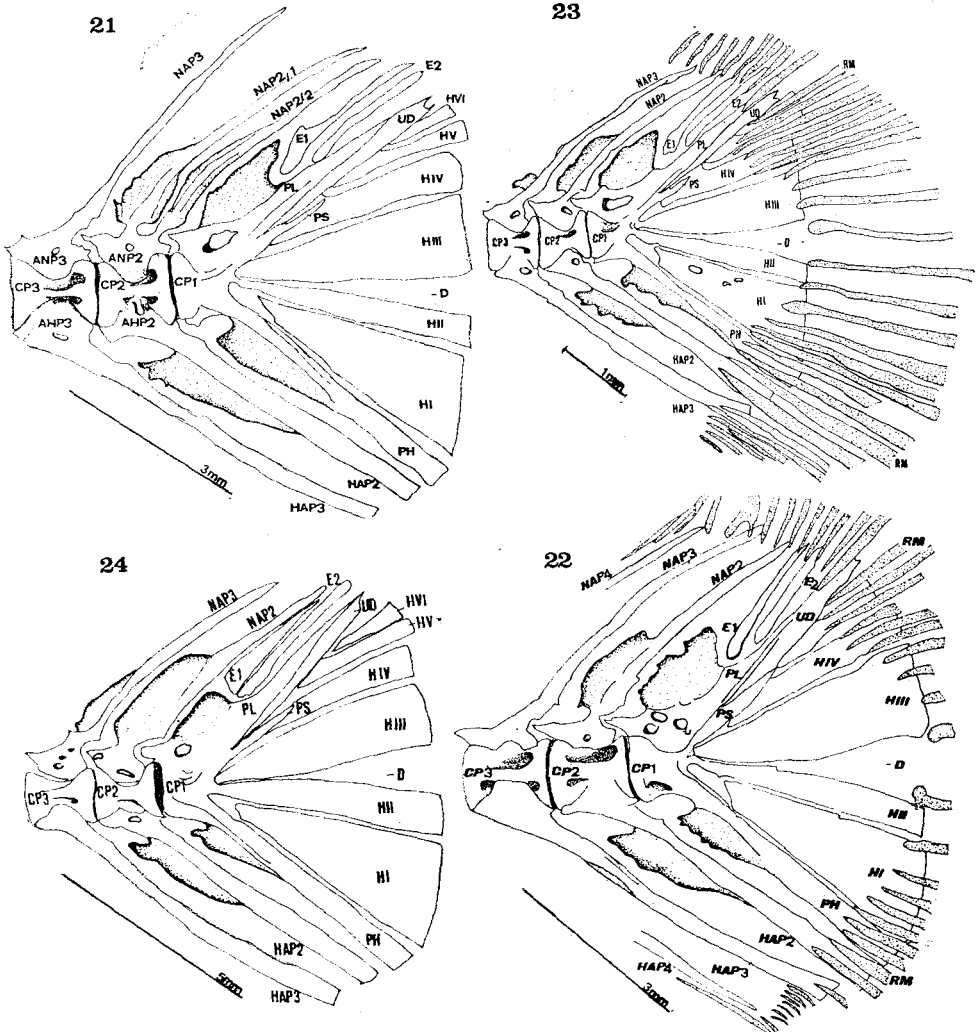 21
NAP3
NAP2,1
NAP2,2
E2
E1
UD
HVI
HV
HIV
PL
PS
HIII
ANP3
ANP2
CP3
CP2
CP1
AHP3
AHP2
D
HII
HI
PH
HAP2
HAP3
3mm
23
NAP3
NAP2
E2
RM
UD
E1
PL
PS
HIV
HIII
CP3
CP2
CP1
D
HII
HI
PH
HAP2
HAP3
RM
1mm
24
NAP3
NAP2
E2
UD
HVI
HV
E1
HIV
PL
PS
HIII
D
CP3
CP2
CP1
HII
HI
PH
HAP2
HAP3
5mm
22
NAP4
NAP3
NAP2
RM
E2
E1
UD
PL
HIV
HIII
PS
CP3
CP2
CP1
D
HII
HI
PH
HAP2
HAP4
HAP3
RM
3mm